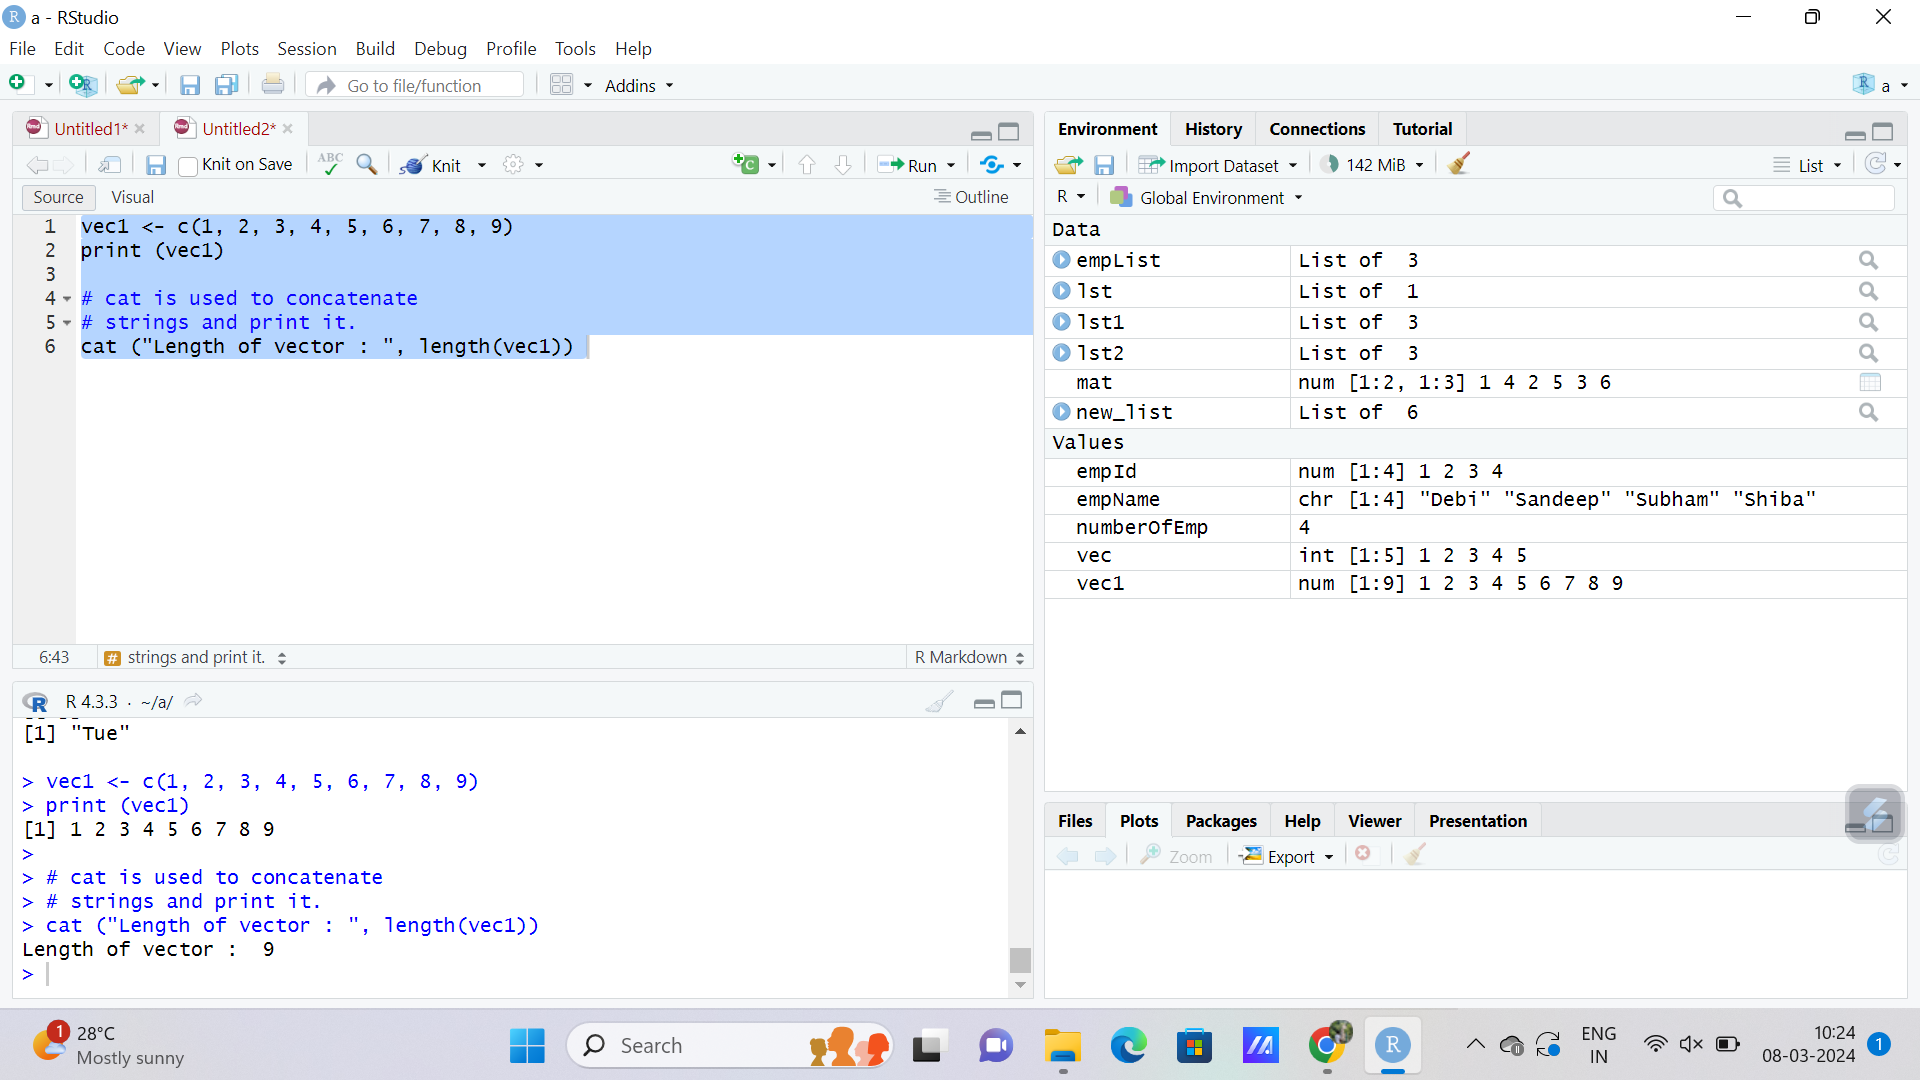 a - RStudio
File Edit Code View Plots Session Build Debug Profile Tools Help
Go to file/function Addins a
Untitled1* Untitled2*
Knit on Save ABC Knit Run
Source Visual Outline
1 vec1 <- c(1, 2, 3, 4, 5, 6, 7, 8, 9)
2 print (vec1)
3
4 # cat is used to concatenate
5 # strings and print it.
6 cat ("Length of vector : ", length(vec1))
6:43 # strings and print it. R Markdown
R 4.3.3 · ~/a/
[1] "Tue"
> vec1 <- c(1, 2, 3, 4, 5, 6, 7, 8, 9)
> print (vec1)
[1] 1 2 3 4 5 6 7 8 9
>
> # cat is used to concatenate
> # strings and print it.
> cat ("Length of vector : ", length(vec1))
Length of vector :  9
>
Environment History Connections Tutorial
Import Dataset 142 MiB List
R Global Environment
Data
empList List of 3
lst List of 1
lst1 List of 3
lst2 List of 3
mat num [1:2, 1:3] 1 4 2 5 3 6
new_list List of 6
Values
empId num [1:4] 1 2 3 4
empName chr [1:4] "Debi" "Sandeep" "Subham" "Shiba"
numberOfEmp 4
vec int [1:5] 1 2 3 4 5
vec1 num [1:9] 1 2 3 4 5 6 7 8 9
Files Plots Packages Help Viewer Presentation
Zoom Export
1 28°C
Mostly sunny
Search
ENG
IN
10:24
08-03-2024
1